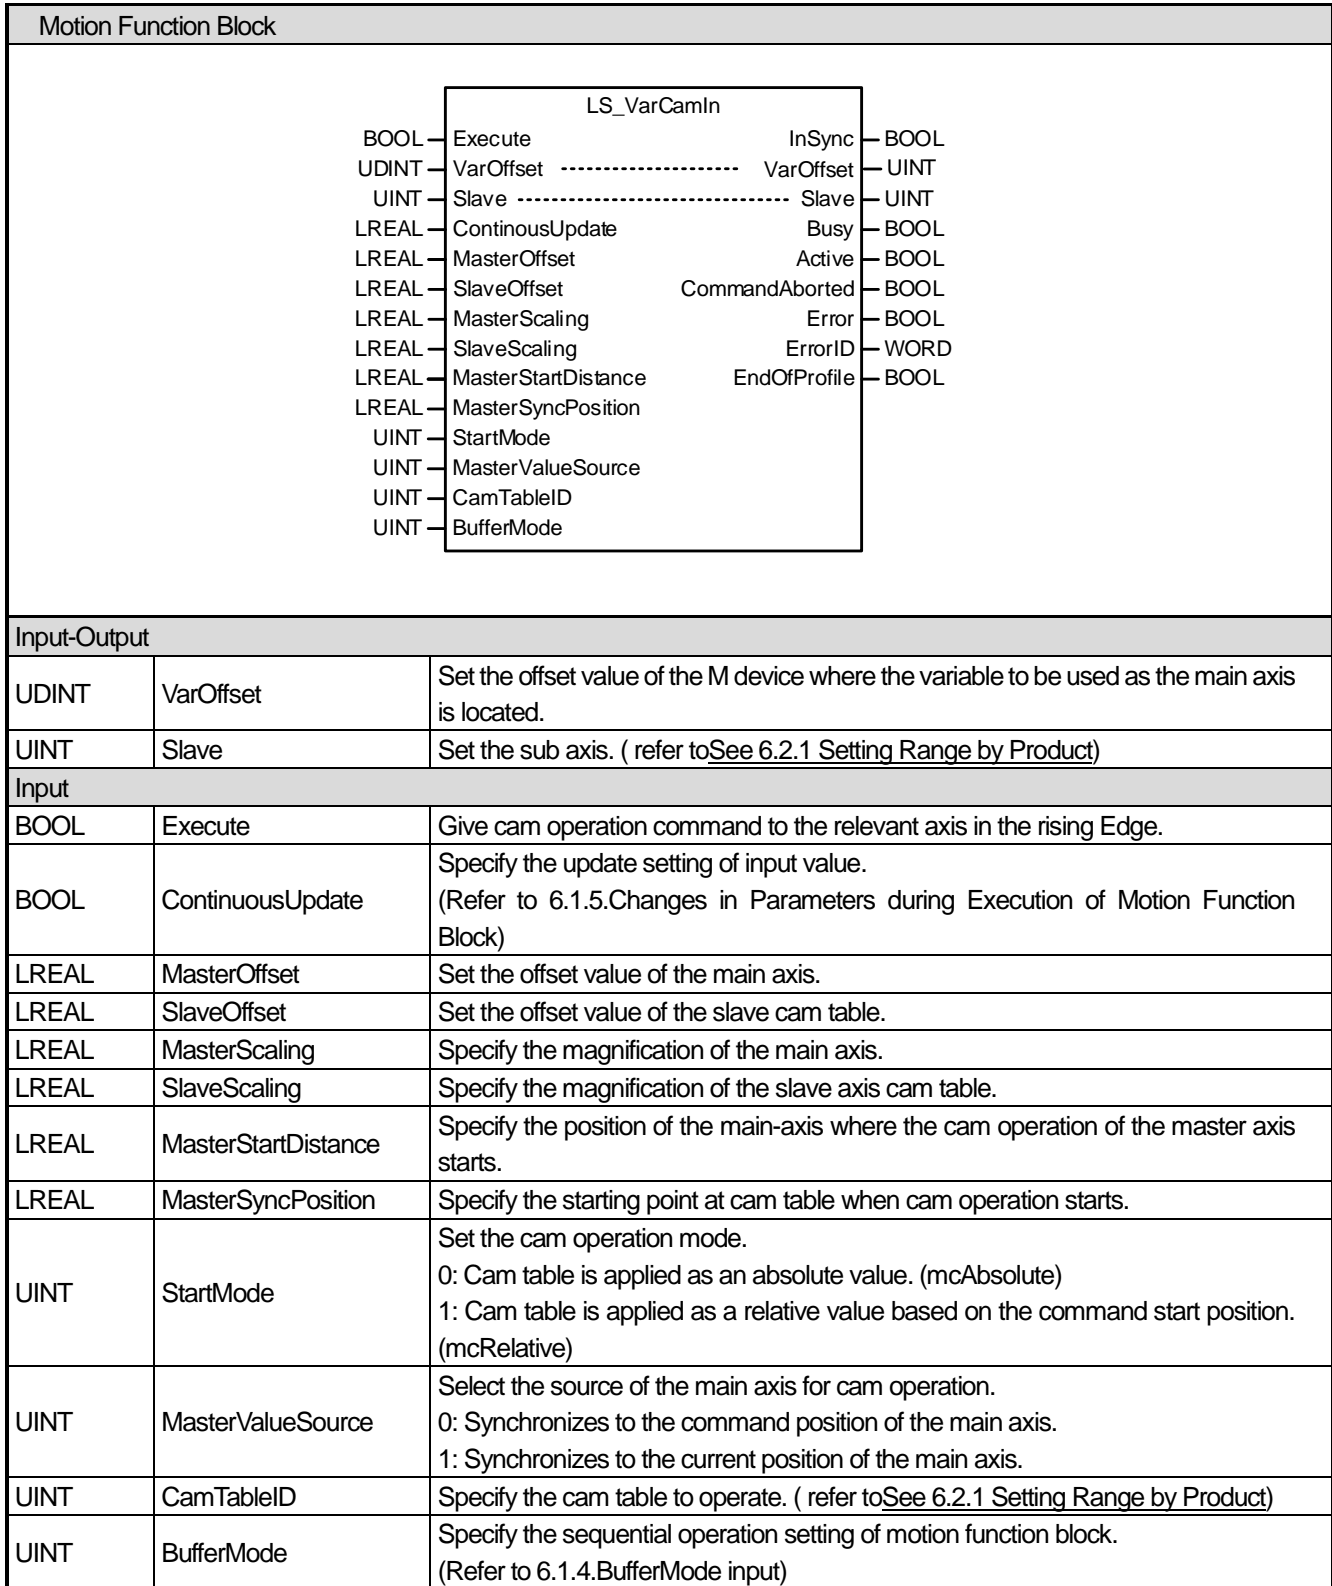 Motion Function Block
LS_VarCamIn
BOOL Execute InSync BOOL
UDINT VarOffset VarOffset UINT
UINT Slave Slave UINT
LREAL ContinousUpdate Busy BOOL
LREAL MasterOffset Active BOOL
LREAL SlaveOffset CommandAborted BOOL
LREAL MasterScaling Error BOOL
LREAL SlaveScaling ErrorID WORD
LREAL MasterStartDistance EndOfProfile BOOL
LREAL MasterSyncPosition
UINT StartMode
UINT MasterValueSource
UINT CamTableID
UINT BufferMode
Input-Output
UDINT VarOffset Set the offset value of the M device where the variable to be used as the main axis
is located.
UINT Slave Set the sub axis. ( refer toSee 6.2.1 Setting Range by Product)
Input
BOOL Execute Give cam operation command to the relevant axis in the rising Edge.
BOOL ContinuousUpdate Specify the update setting of input value.
(Refer to 6.1.5.Changes in Parameters during Execution of Motion Function
Block)
LREAL MasterOffset Set the offset value of the main axis.
LREAL SlaveOffset Set the offset value of the slave cam table.
LREAL MasterScaling Specify the magnification of the main axis.
LREAL SlaveScaling Specify the magnification of the slave axis cam table.
LREAL MasterStartDistance Specify the position of the main-axis where the cam operation of the master axis
starts.
LREAL MasterSyncPosition Specify the starting point at cam table when cam operation starts.
UINT StartMode Set the cam operation mode.
0: Cam table is applied as an absolute value. (mcAbsolute)
1: Cam table is applied as a relative value based on the command start position.
(mcRelative)
UINT MasterValueSource Select the source of the main axis for cam operation.
0: Synchronizes to the command position of the main axis.
1: Synchronizes to the current position of the main axis.
UINT CamTableID Specify the cam table to operate. ( refer toSee 6.2.1 Setting Range by Product)
UINT BufferMode Specify the sequential operation setting of motion function block.
(Refer to 6.1.4.BufferMode input)